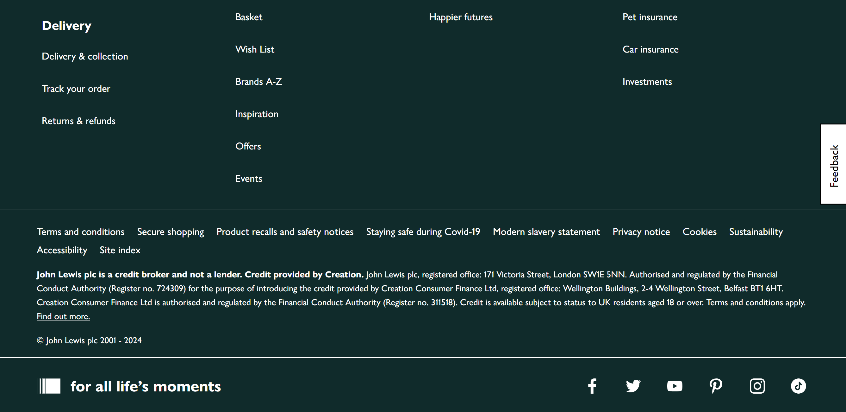 Delivery
Delivery & collection
Track your order
Returns & refunds
Basket
Wish List
Brands A-Z
Inspiration
Offers
Events
Happier futures
Pet insurance
Car insurance
Investments
Feedback
Terms and conditions Secure shopping Product recalls and safety notices Staying safe during Covid-19 Modern slavery statement Privacy notice Cookies Sustainability
Accessibility Site index
John Lewis plc is a credit broker and not a lender. Credit provided by Creation. John Lewis plc, registered office: 171 Victoria Street, London SW1E 5NN. Authorised and regulated by the Financial
Conduct Authority (Register no. 724309) for the purpose of introducing the credit provided by Creation Consumer Finance Ltd, registered office: Wellington Buildings, 2-4 Wellington Street, Belfast BT1 6HT.
Creation Consumer Finance Ltd is authorised and regulated by the Financial Conduct Authority (Register no. 311518). Credit is available subject to status to UK residents aged 18 or over. Terms and conditions apply.
Find out more.
© John Lewis plc 2001 - 2024
for all life's moments